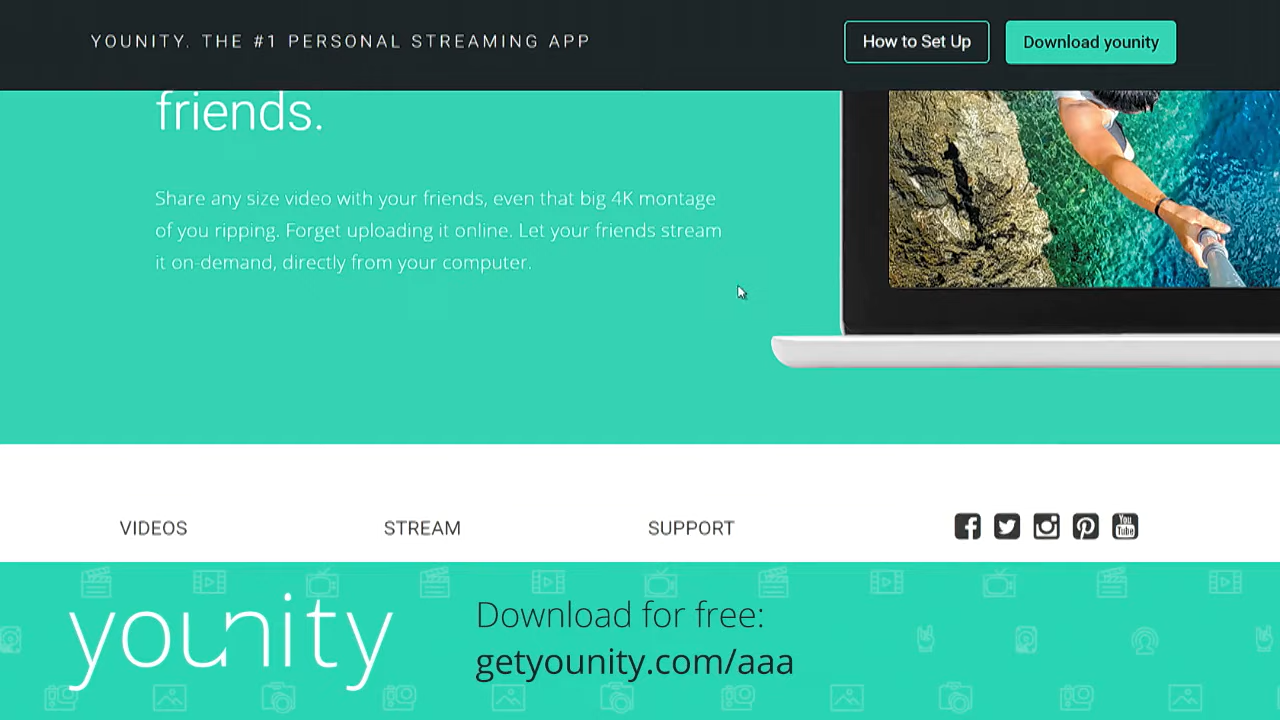 YOUNITY. THE #1 PERSONAL STREAMING APP
How to Set Up
Download younity
friends.
Share any size video with your friends, even that big 4K montage
of you ripping. Forget uploading it online. Let your friends stream
it on-demand, directly from your computer.
VIDEOS
STREAM
SUPPORT
You
Tube
younity
Download for free:
getyounity.com/aaa